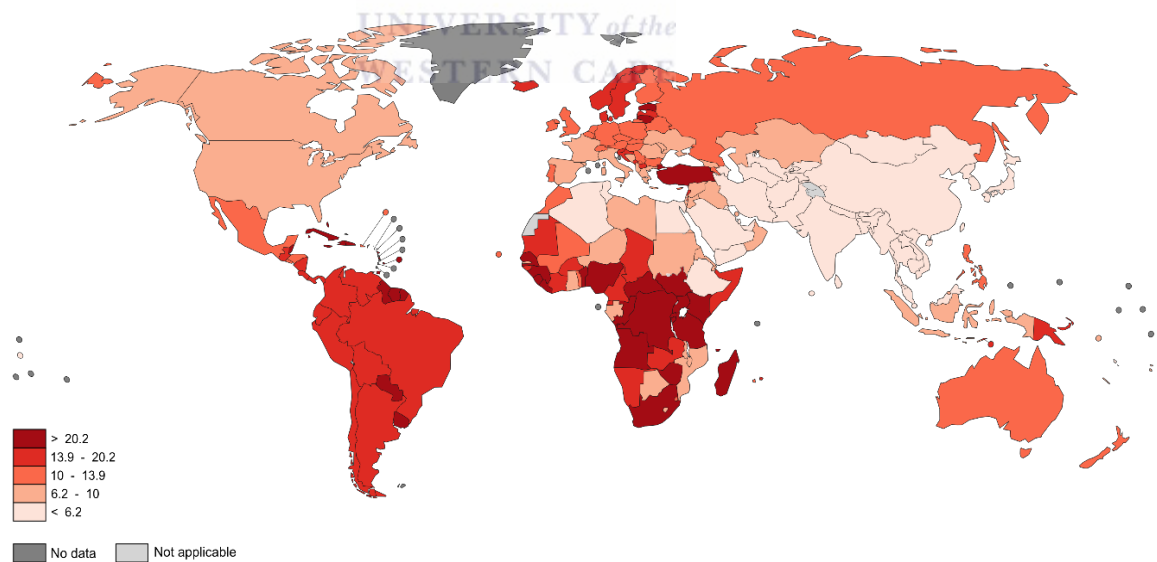 UNIVERSITY of the
WESTERN CAPE
> 20.2
13.9 - 20.2
10 - 13.9
6.2 - 10
< 6.2
No data
Not applicable